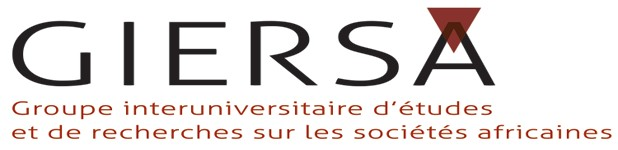 GIERSA
Groupe interuniversitaire d'études
et de recherches sur les sociétés africaines